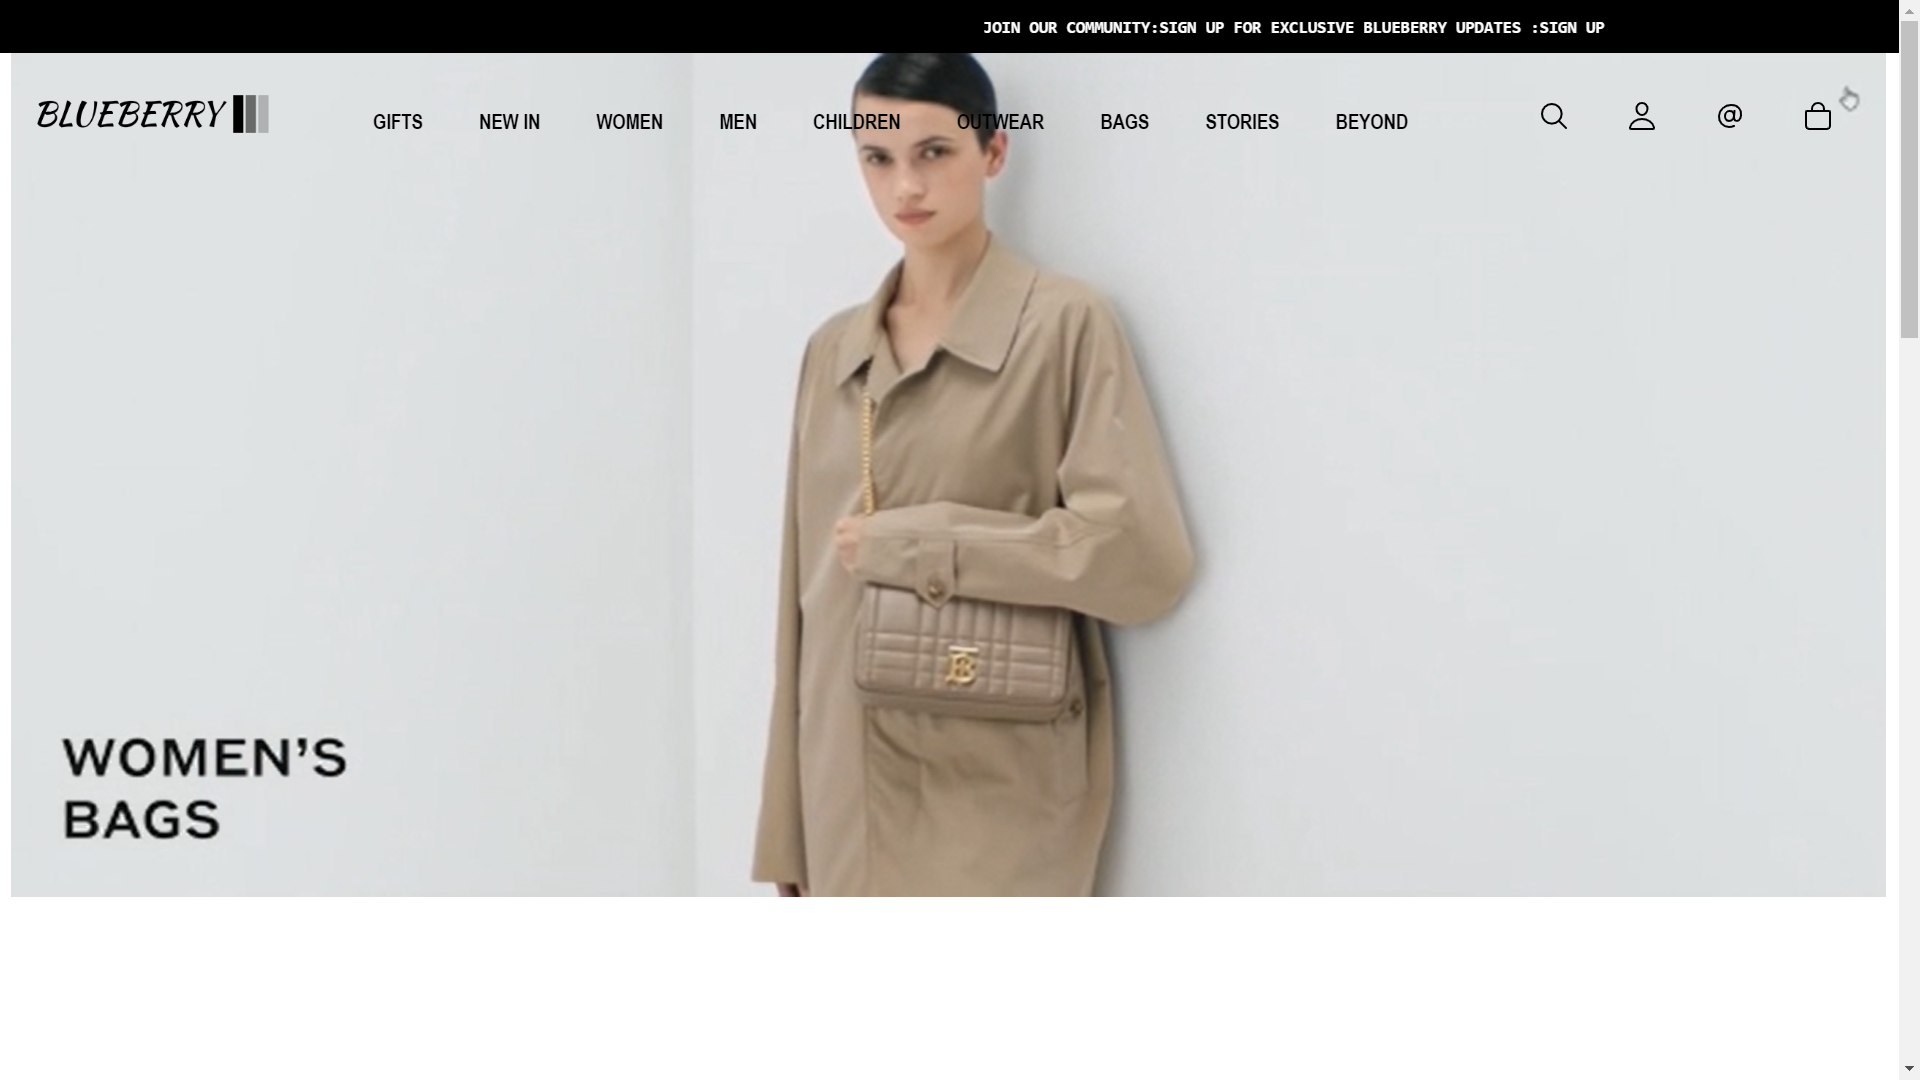 JOIN OUR COMMUNITY:SIGN UP FOR EXCLUSIVE BLUEBERRY UPDATES :SIGN UP
BLUEBERRY GIFTS NEW IN WOMEN MEN CHILDREN OUTWEAR BAGS STORIES BEYOND @
WOMEN’S
BAGS